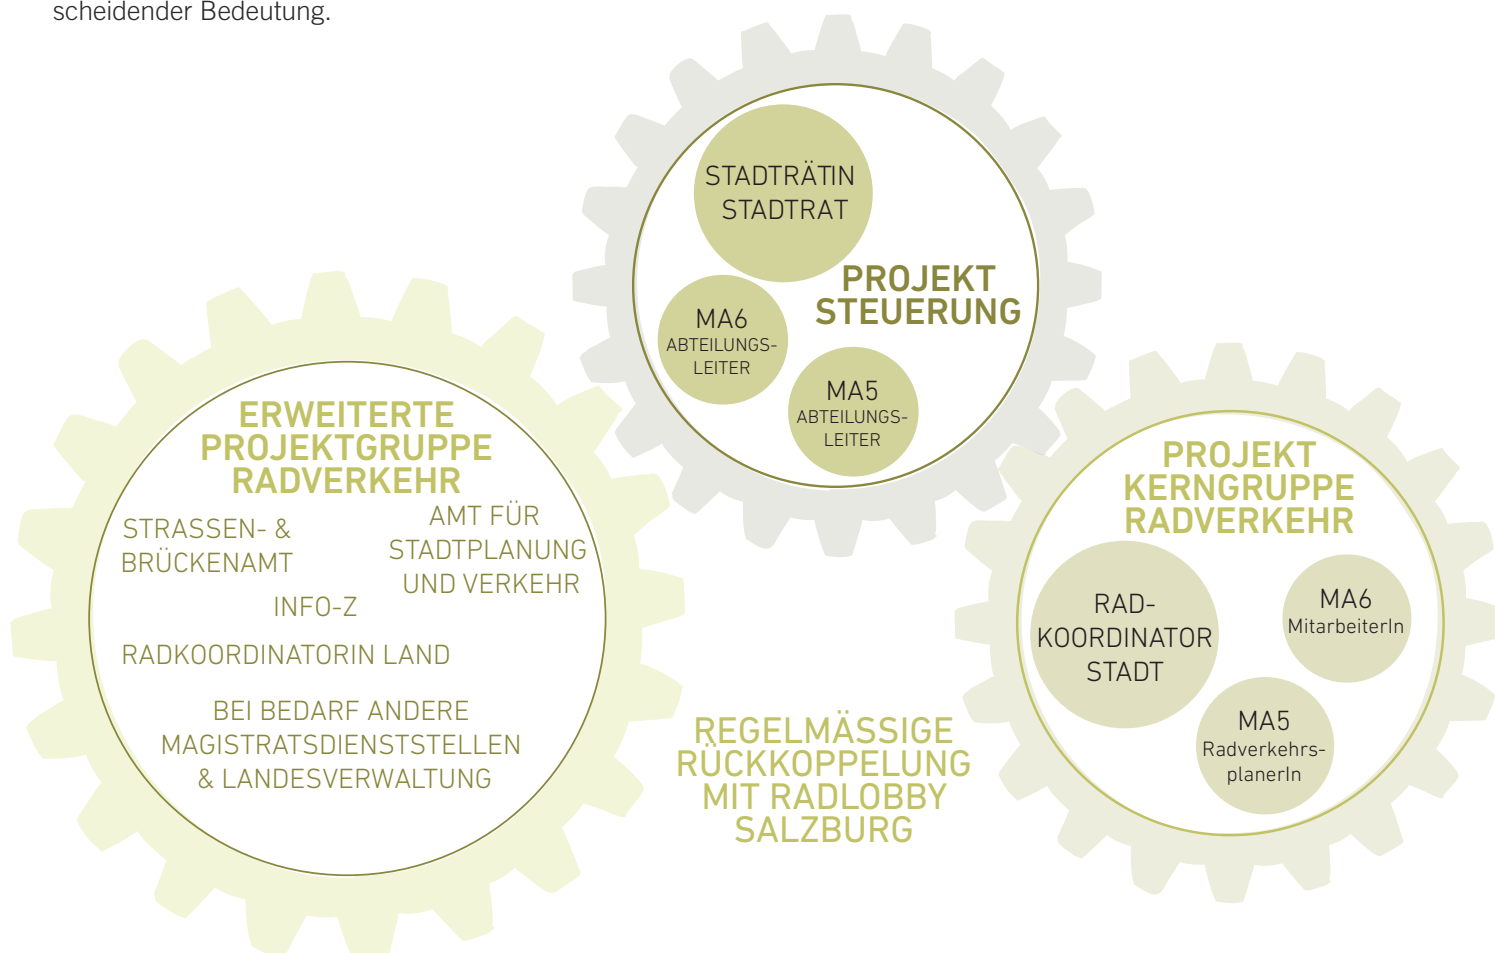 scheidender Bedeutung.
STADTRÄTIN
STADTRAT
PROJEKT
STEUERUNG
MA6
ABTEILUNGS-
LEITER
MA5
ABTEILUNGS-
LEITER
ERWEITERTE
PROJEKTGRUPPE
RADVERKEHR
STRASSEN- &
BRÜCKENAMT
AMT FÜR
STADTPLANUNG
UND VERKEHR
INFO-Z
RADKOORDINATORIN LAND
BEI BEDARF ANDERE
MAGISTRATSDIENSTSTELLEN
& LANDESVERWALTUNG
PROJEKT
KERNGRUPPE
RADVERKEHR
RAD-
KOORDINATOR
STADT
MA6
MitarbeiterIn
MA5
Radverkehrs-
planerIn
REGELMÄSSIGE
RÜCKKOPPELUNG
MIT RADLOBBY
SALZBURG